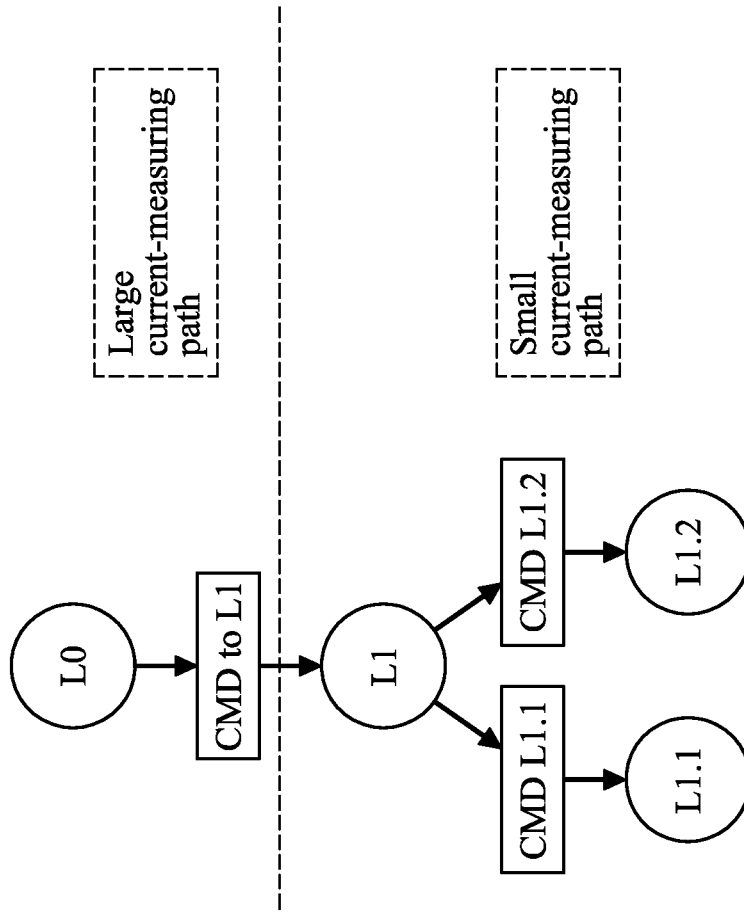 L0
CMD to L1
Large
current-measuring
path
L1
CMD L1.1
CMD L1.2
Small
current-measuring
path
L1.1
L1.2